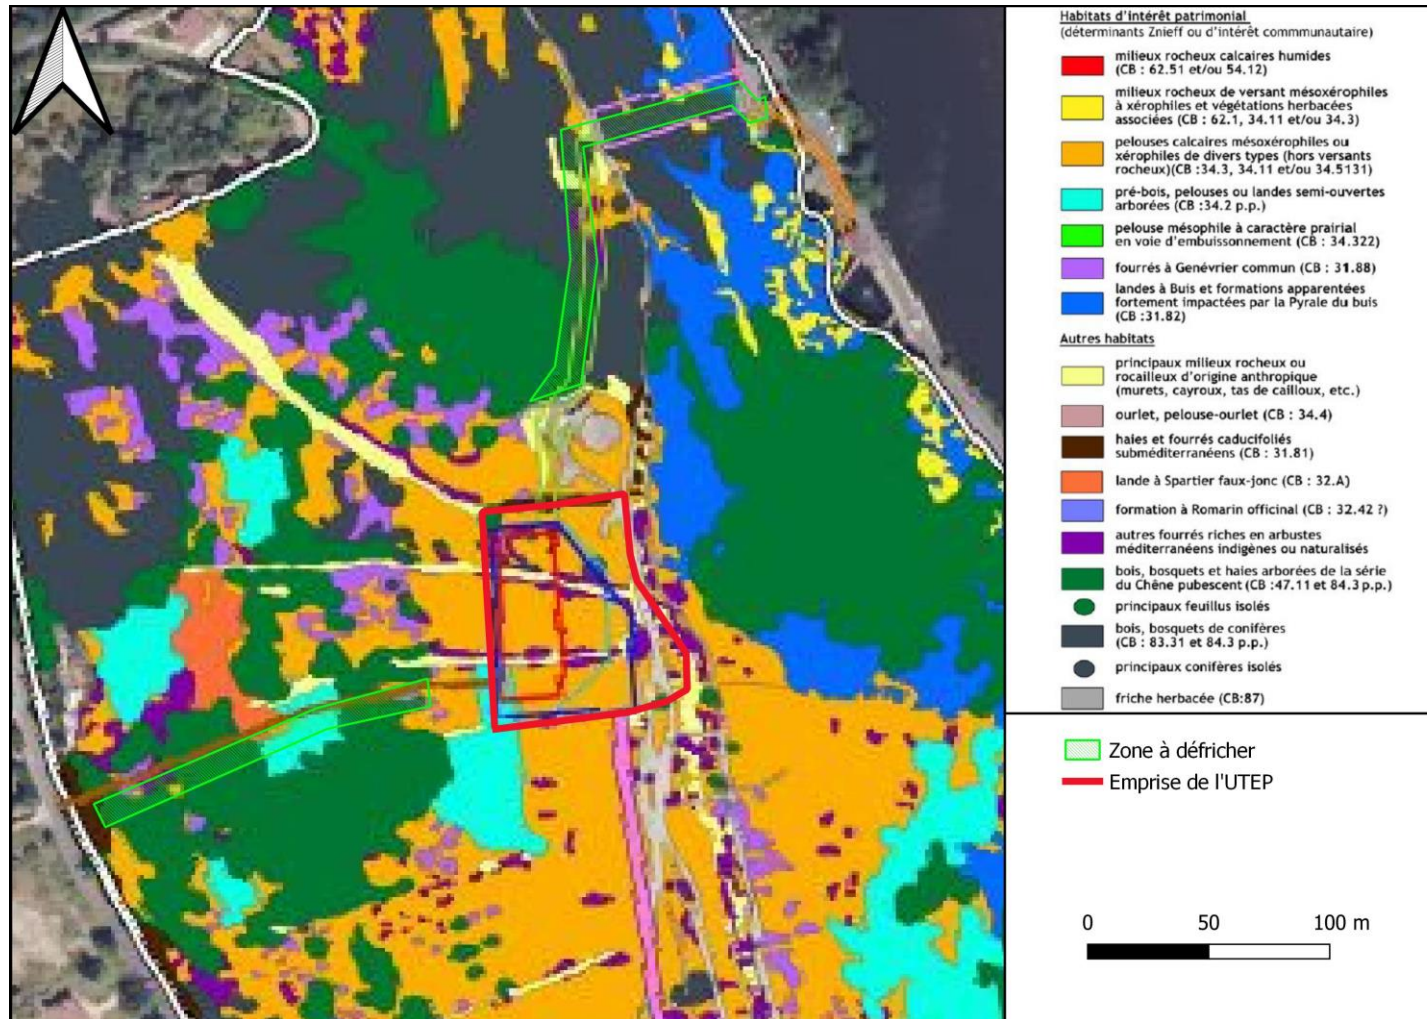 Habitats d'intérêt patrimonial
(déterminants Znieff ou d'intérêt commmunautaire)
milieux rocheux calcaires humides
(CB : 62.51 et/ou 54.12)
milieux rocheux de versant mésoxérophiles
à xérophiles et végétations herbacées
associées (CB : 62.1, 34.11 et/ou 34.3)
pelouses calcaires mésoxérophiles ou
xérophiles de divers types (hors versants
rocheux)(CB :34.3, 34.11 et/ou 34.5131)
pré-bois, pelouses ou landes semi-ouvertes
arborées (CB :34.2 p.p.)
pelouse mésophile à caractère prairial
en voie d'embuissonnement (CB : 34.322)
fourrés à Genévrier commun (CB : 31.88)
landes à Buis et formations apparentées
fortement impactées par la Pyrale du buis
(CB :31.82)
Autres habitats
principaux milieux rocheux ou
rocailleux d'origine anthropique
(murets, cayroux, tas de cailloux, etc.)
ourlet, pelouse-ourlet (CB : 34.4)
haies et fourrés caducifoliés
subméditerranéens (CB : 31.81)
lande à Spartier faux-jonc (CB : 32.A)
formation à Romarin officinal (CB : 32.42 ?)
autres fourrés riches en arbustes
méditerranéens indigènes ou naturalisés
bois, bosquets et haies arborées de la série
du Chêne pubescent (CB :47.11 et 84.3 p.p.)
principaux feuillus isolés
bois, bosquets de conifères
(CB : 83.31 et 84.3 p.p.)
principaux conifères isolés
friche herbacée (CB:87)
Zone à défricher
Emprise de l'UTEP
0 50 100 m